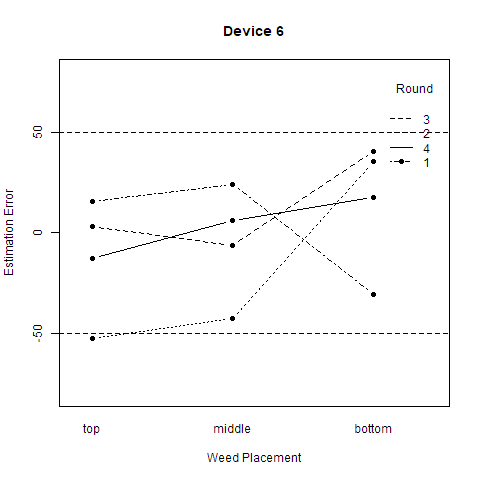 Device 6
Round
3
2
4
1
50
0
-50
Estimation Error
top middle bottom
Weed Placement